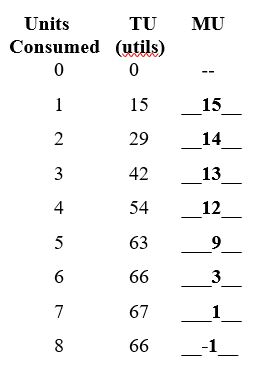 Units TU MU
Consumed (utils)
0 0 --
1 15 __15__
2 29 __14__
3 42 __13__
4 54 __12__
5 63 ___9__
6 66 ___3__
7 67 ___1__
8 66 __-1__